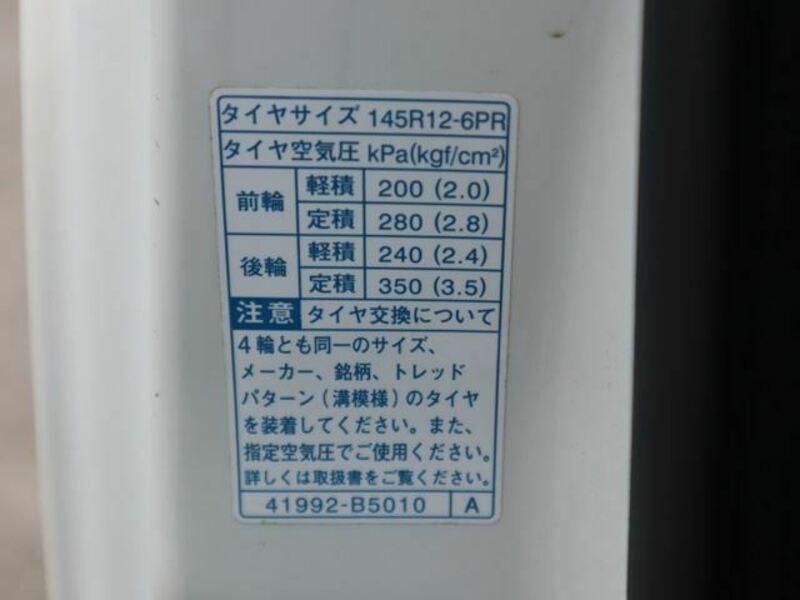 タイヤサイズ 145R12-6PR
タイヤ空気圧 kPa(kgf/cm²)
前輪 軽積 200 (2.0)
定積 280 (2.8)
後輪 軽積 240 (2.4)
定積 350 (3.5)
注意 タイヤ交換について
4輪とも同一のサイズ、
メーカー、銘柄、トレッド
パターン(溝模様)のタイヤ
を装着してください。また、
指定空気圧でご使用ください。
詳しくは取扱書をご覧ください。
41992-B5010 A